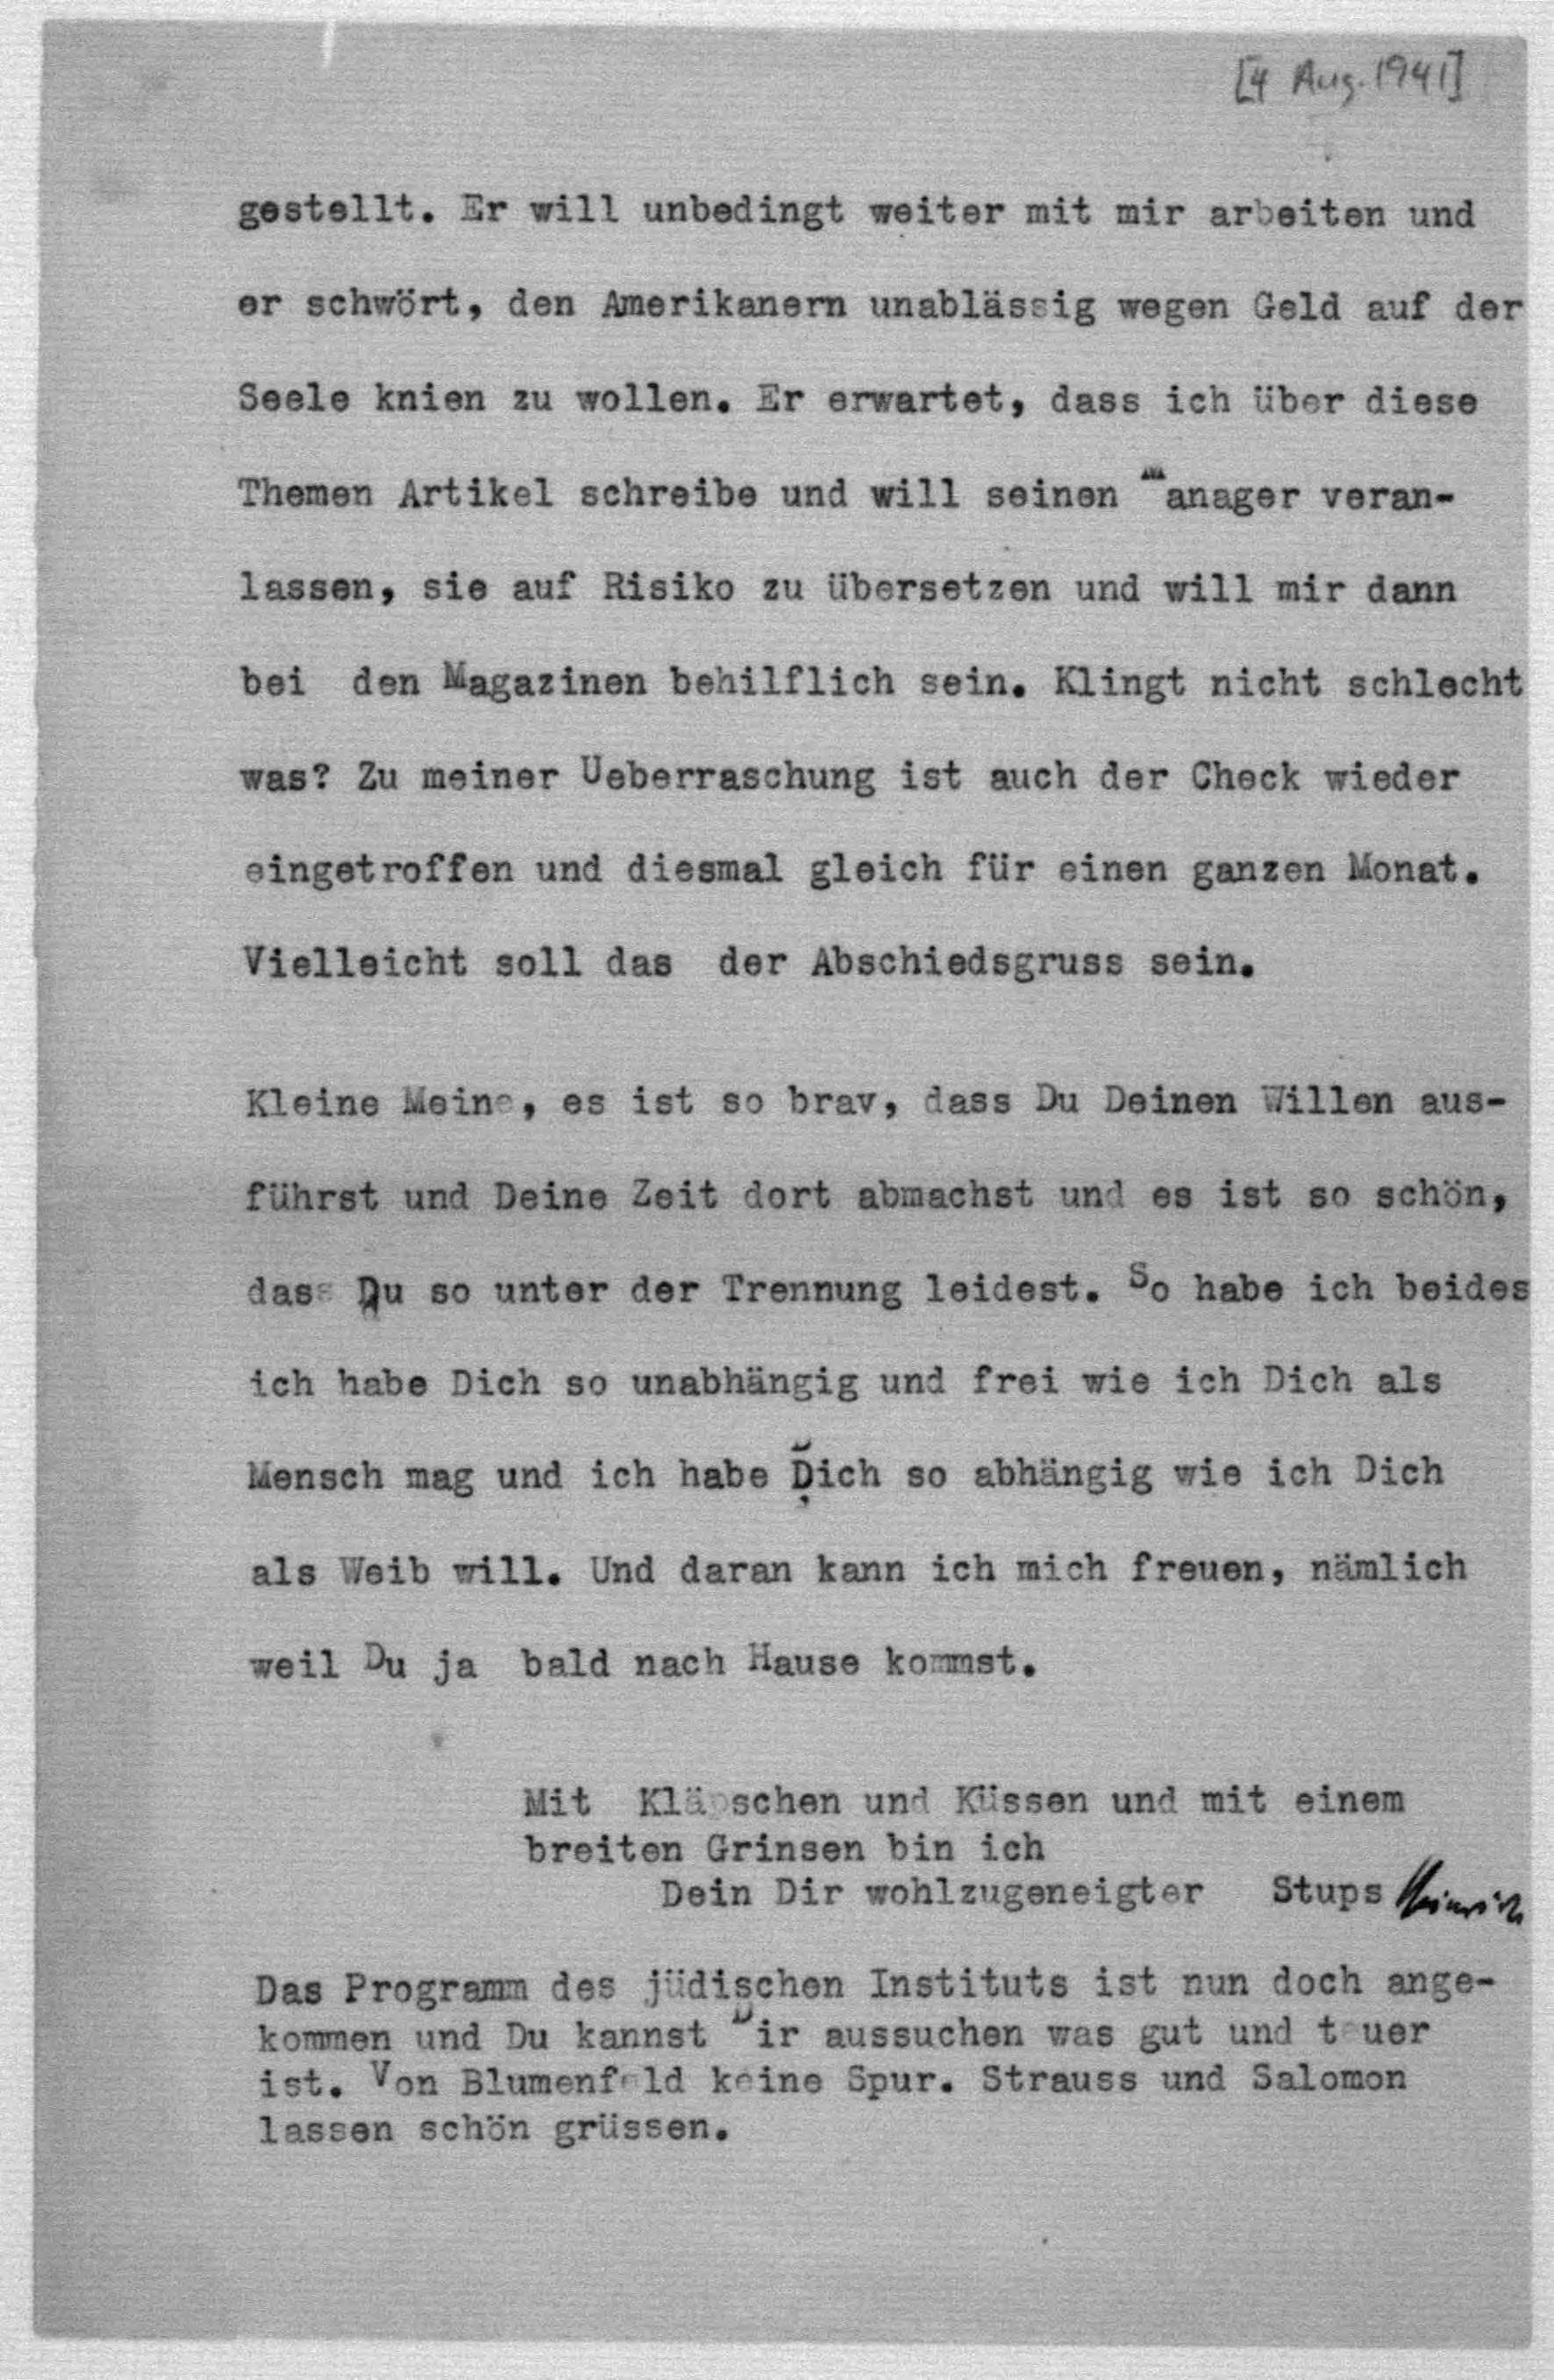 [4 Aug. 1941]
gestellt. Er will unbedingt weiter mit mir arbeiten und
er schwört, den Amerikanern unablässig wegen Geld auf der
Seele knien zu wollen. Er erwartet, dass ich über diese
Themen Artikel schreibe und will seinen Manager veran-
lassen, sie auf Risiko zu übersetzen und will mir dann
bei den Magazinen behilflich sein. Klingt nicht schlecht
was? Zu meiner Ueberraschung ist auch der Check wieder
eingetroffen und diesmal gleich für einen ganzen Monat.
Vielleicht soll das der Abschiedsgruss sein.
Kleine Meine, es ist so brav, dass Du Deinen Willen aus-
führst und Deine Zeit dort abmachst und es ist so schön,
dass Du so unter der Trennung leidest. So habe ich beides
ich habe Dich so unabhängig und frei wie ich Dich als
Mensch mag und ich habe Dich so abhängig wie ich Dich
als Weib will. Und daran kann ich mich freuen, nämlich
weil Du ja bald nach Hause kommst.
Mit Kläpschen und Küssen und mit einem
breiten Grinsen bin ich
Dein Dir wohlzugeneigter Stups Heinrich
Das Programm des jüdischen Instituts ist nun doch ange-
kommen und Du kannst Dir aussuchen was gut und teuer
ist. Von Blumenfeld keine Spur. Strauss und Salomon
lassen schön grüssen.